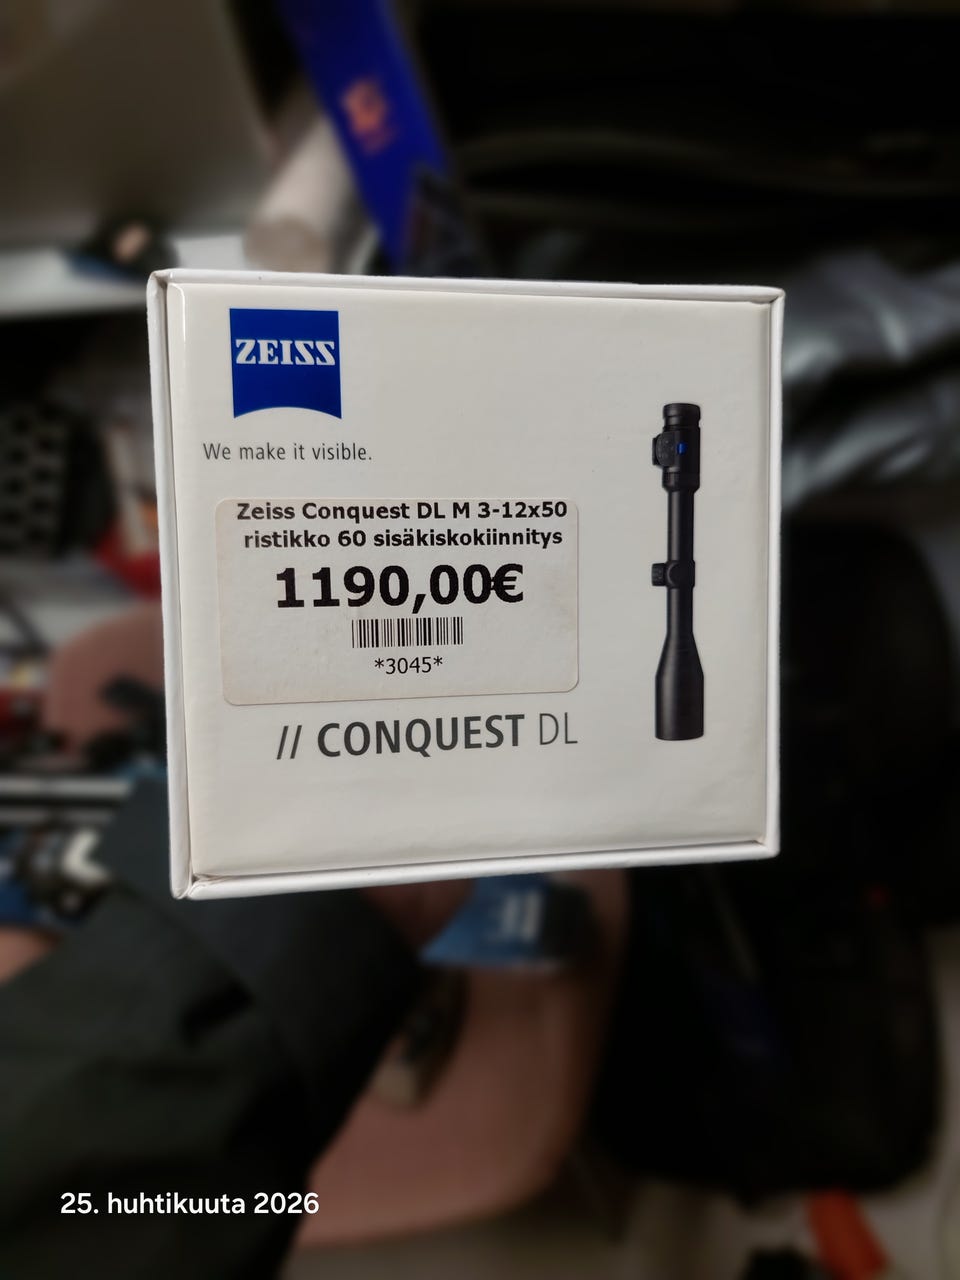 ZEISS
We make it visible.
Zeiss Conquest DL M 3-12x50
ristikko 60 sisäkiskokiinnitys
1190,00€
*3045*
// CONQUEST DL
25. huhtikuuta 2026